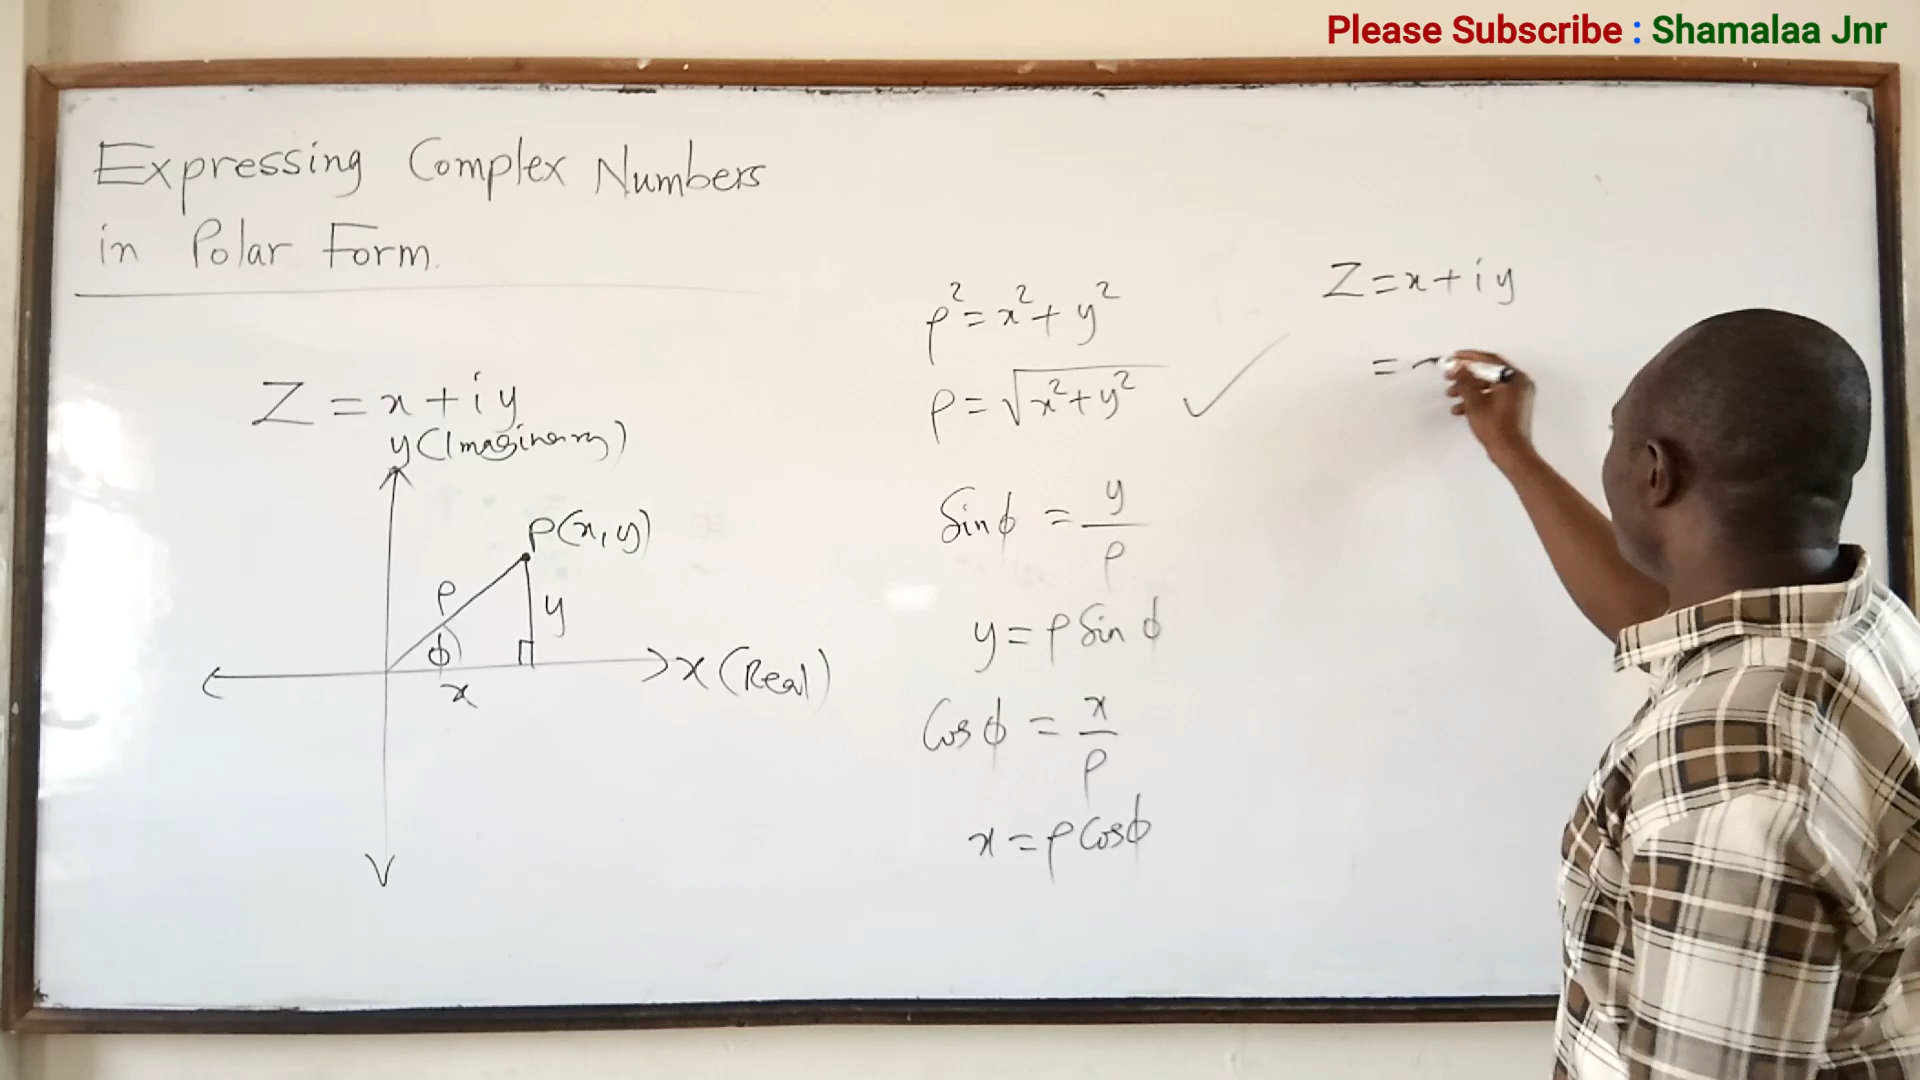 Please Subscribe : Shamalaa Jnr
Expressing Complex Numbers
in Polar Form.
Z = x + iy
y (Imaginary)
P(x, y)
ρ
y
ϕ
x
x (Real)
ρ² = x² + y²
ρ = √(x² + y²) ✓
Sin ϕ = y/ρ
y = ρ Sin ϕ
Cos ϕ = x/ρ
x = ρ Cos ϕ
Z = x + iy
=